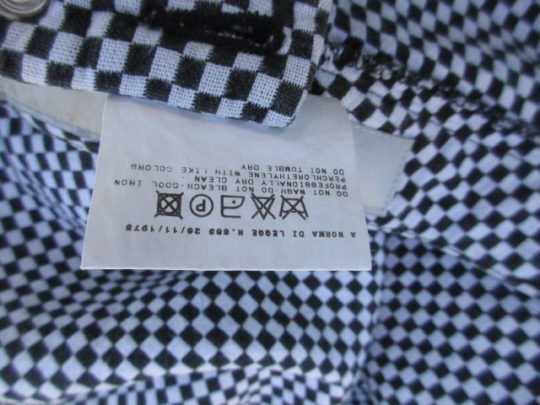 A NORMA DI LEGGE N.883 26/11/1973
P
DO NOT WASH-DO NOT BLEACH-COOL IRON
PROFESSIONALLY DRY CLEAN
PERCHLORETHYLENE WITH LIKE COLORS
DO NOT TUMBLE DRY